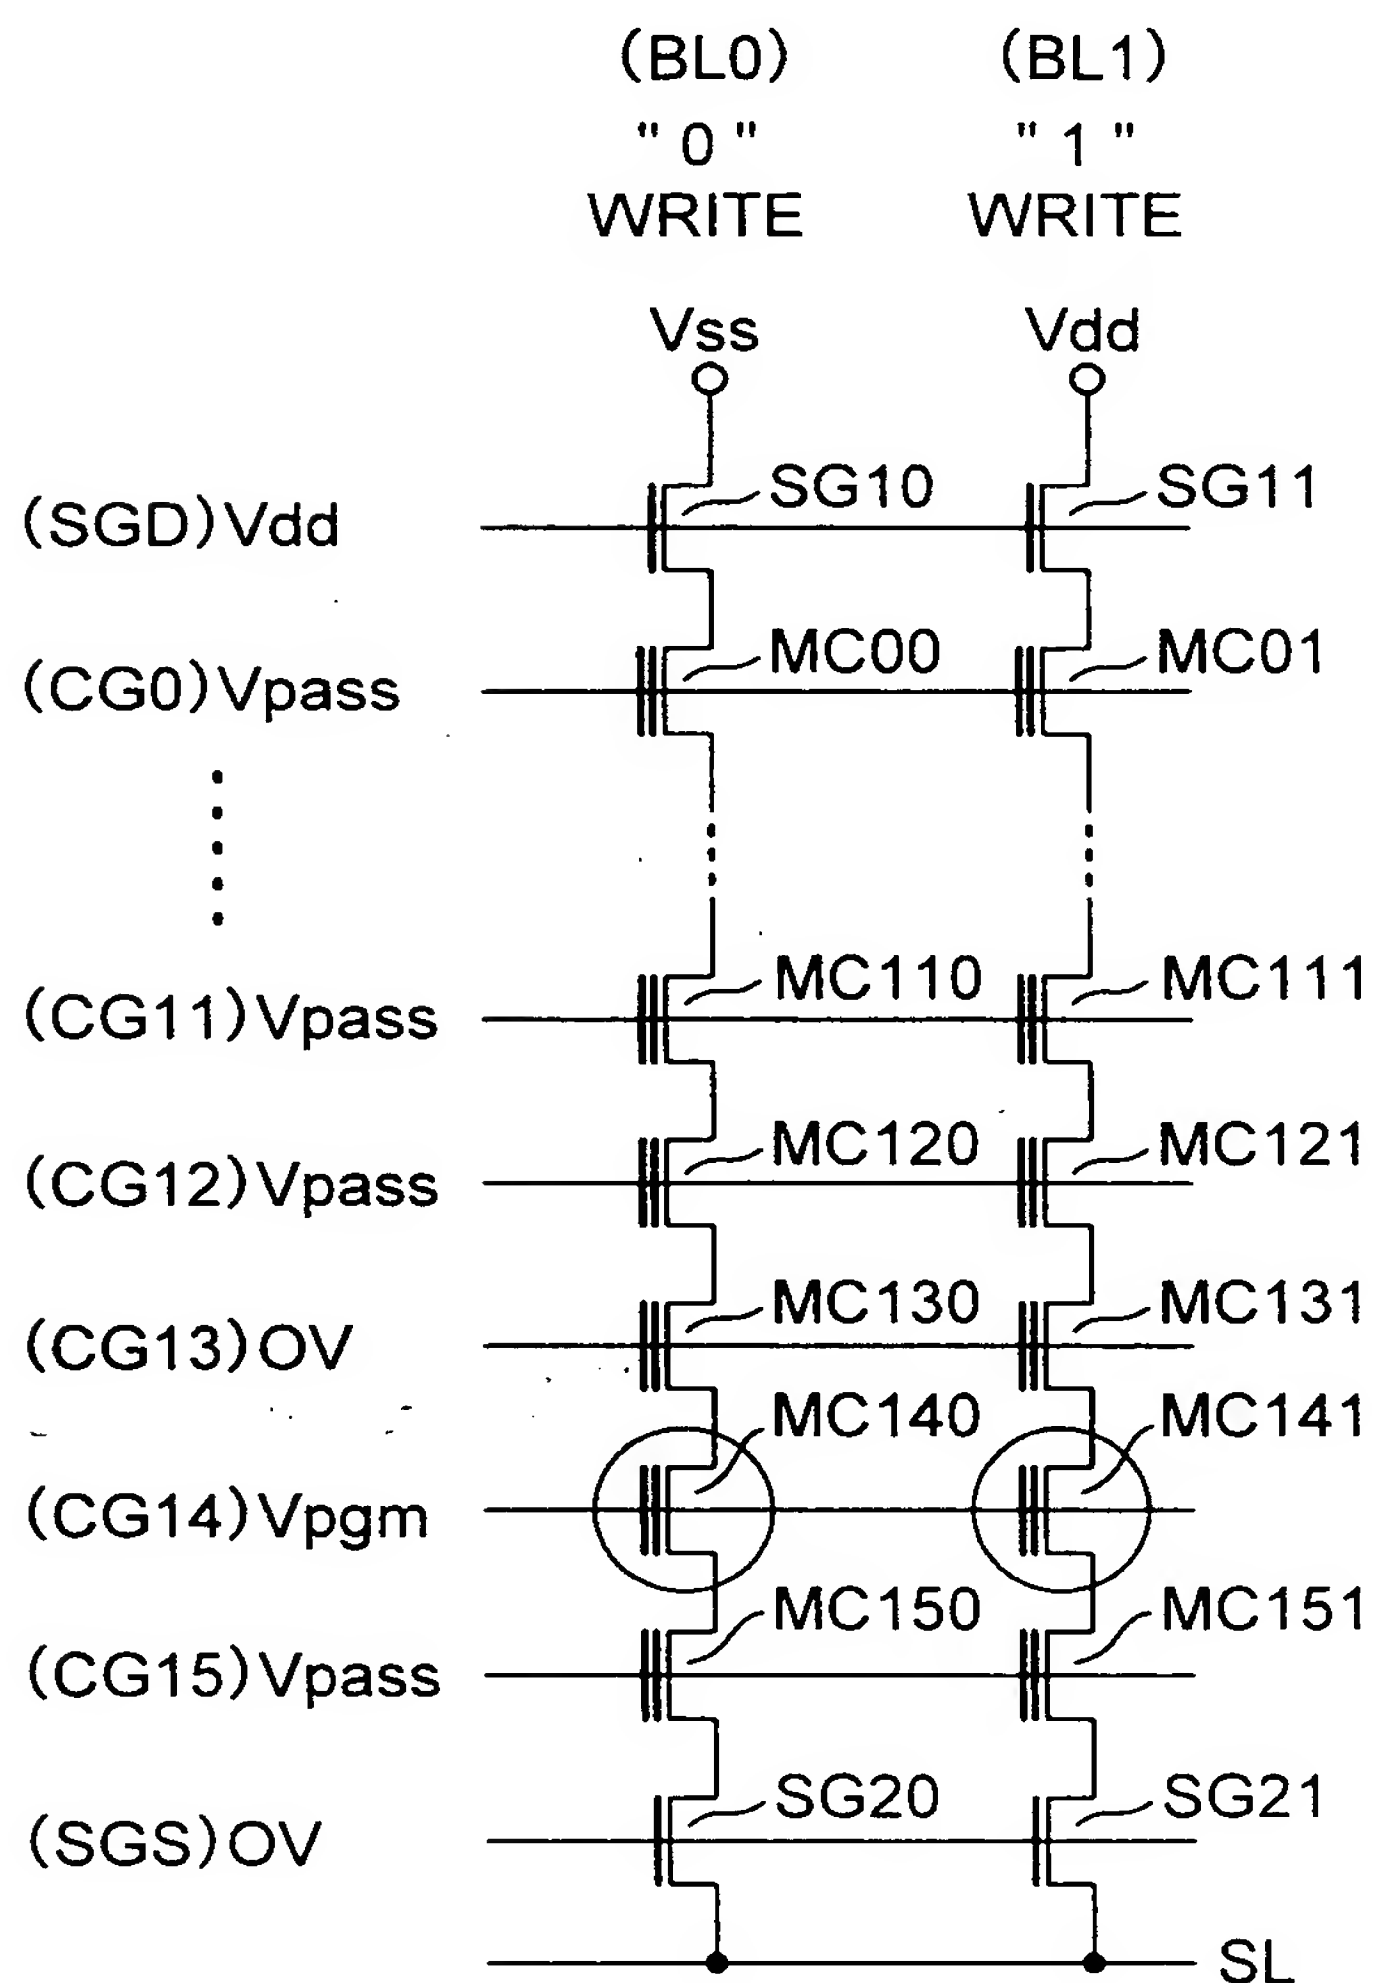 (BL0) (BL1)
" 0 " " 1 "
WRITE WRITE
Vss Vdd
SG10 SG11
(SGD) Vdd
MC00 MC01
(CG0) Vpass
MC110 MC111
(CG11) Vpass
MC120 MC121
(CG12) Vpass
MC130 MC131
(CG13) OV
MC140 MC141
(CG14) Vpgm
MC150 MC151
(CG15) Vpass
SG20 SG21
(SGS) OV
SL